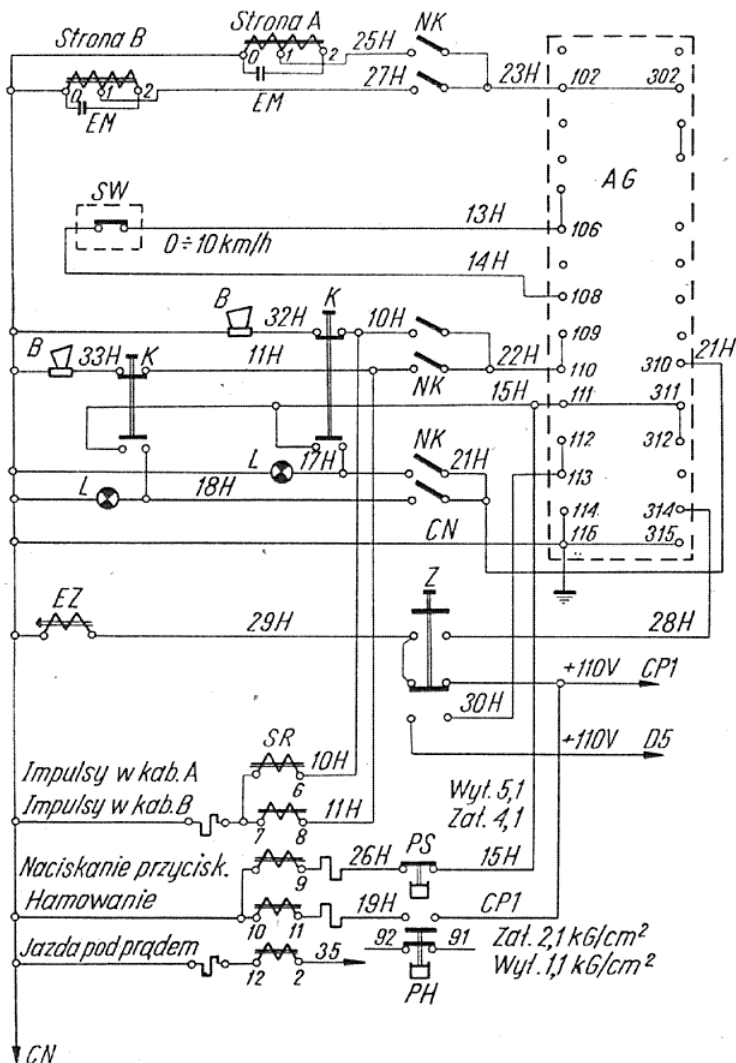 Strona A
NK
Strona B
25H
0 1 2
27H
23H
102
302
0 1 2
EM
EM
AG
SW
13H
106
0÷10 km/h
14H
108
B
32H
K
10H
109
B
33H
K
11H
22H
110
310
21H
NK
15H
111
311
112
312
L
17H
NK
21H
113
L
18H
114
314
CN
116
315
Z
EZ
29H
28H
+110V CP1
30H
SR
10H
+110V D5
Impulsy w kab. A
6
Wył. 5,1
Impulsy w kab. B
11H
Zał. 4,1
7 8
PS
Naciskanie przycisk.
26H
15H
9
Hamowanie
19H
CP1
10 11
92
91
Zał. 2,1 kG/cm²
Jazda pod prądem
35
Wył. 1,1 kG/cm²
12 2
PH
CN